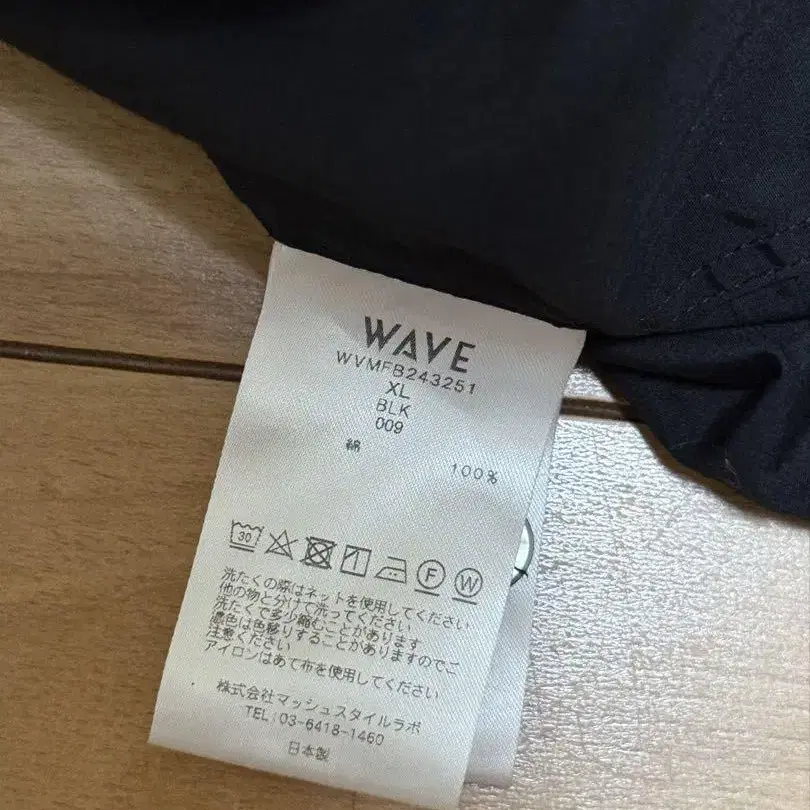 WAVE
WVMFB243251
XL
BLK
009
綿 100%
30 F W
洗たくの際はネットを使用してください
他の物と分けて洗ってください
洗たくで多少縮むことがあります
濃色は色移りすることがありますのでご
注意ください
アイロンはあて布を使用してください
株式会社マッシュスタイルラボ
TEL:03-6418-1460
日本製